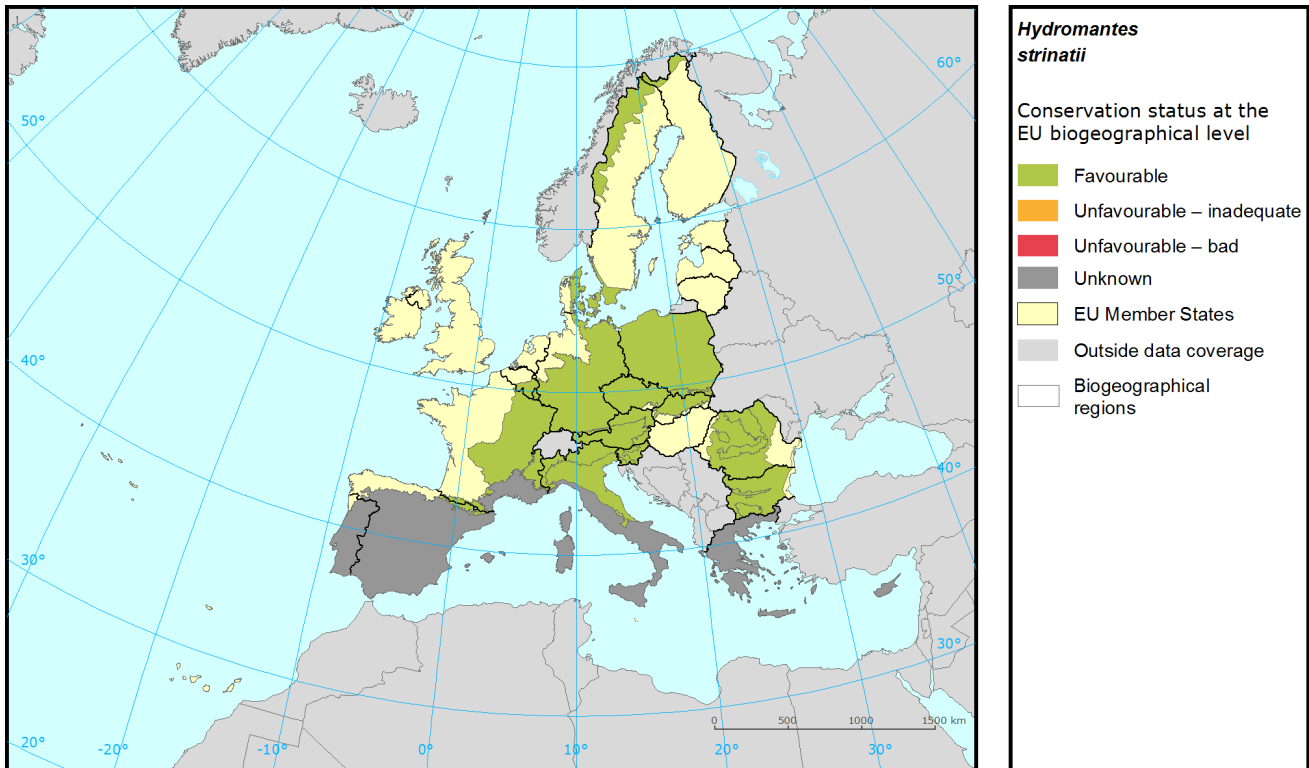 Hydromantes
strinatii
Conservation status at the
EU biogeographical level
Favourable
Unfavourable – inadequate
Unfavourable – bad
Unknown
EU Member States
Outside data coverage
Biogeographical
regions
60°
50°
50°
40°
40°
30°
30°
20°
-20°
-10°
0°
10°
20°
30°
0 500 1000 1500 km